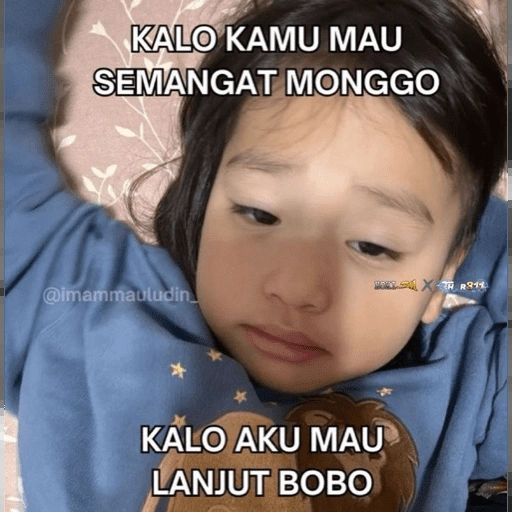 KALO KAMU MAU
SEMANGAT MONGGO
@imammauludin_
KALO AKU MAU
LANJUT BOBO